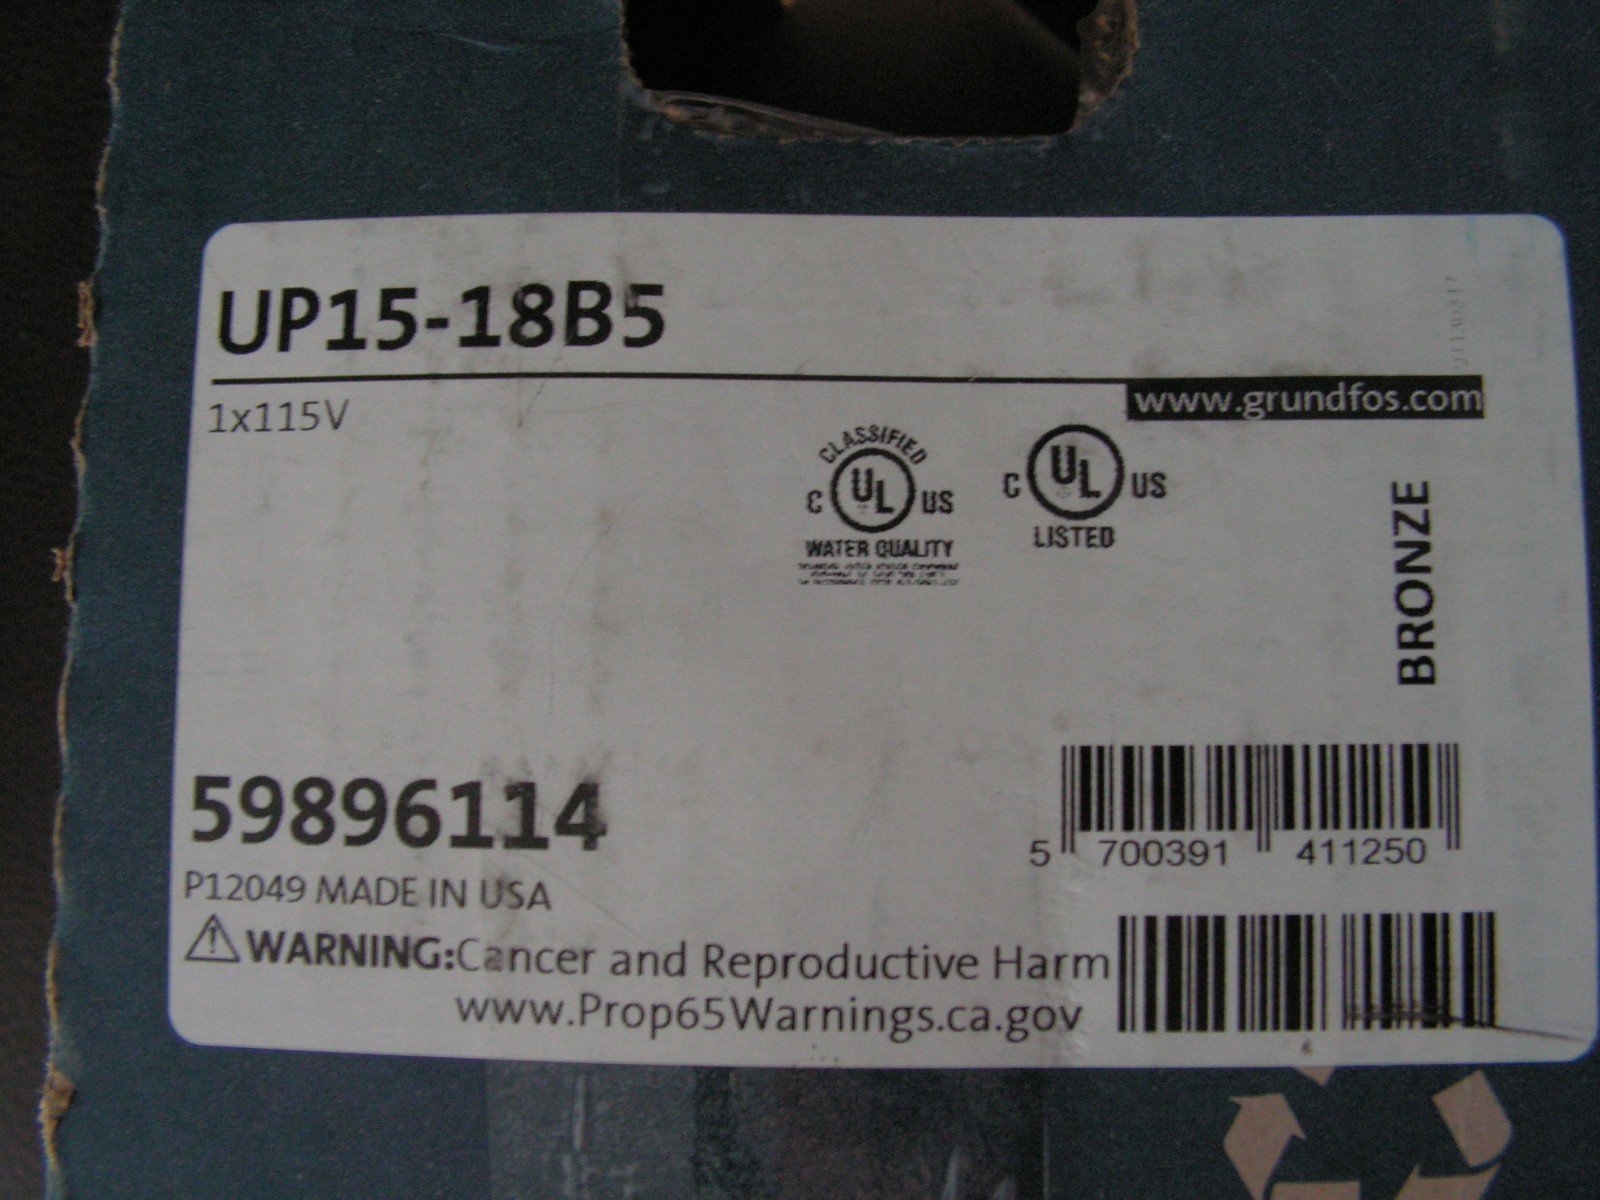 UP15-18B5
www.grundfos.com
1x115V
CLASSIFIED
C UL US
WATER QUALITY
C UL US
LISTED
BRONZE
59896114
5 700391 411250
P12049 MADE IN USA
WARNING:Cancer and Reproductive Harm
www.Prop65Warnings.ca.gov